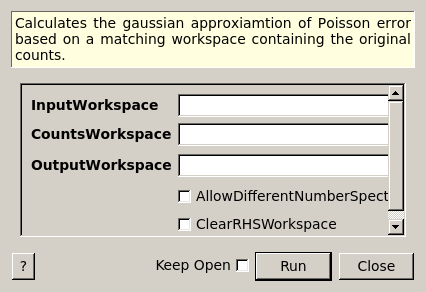 Calculates the gaussian approxiamtion of Poisson error
based on a matching workspace containing the original
counts.
InputWorkspace
CountsWorkspace
OutputWorkspace
AllowDifferentNumberSpect
ClearRHSWorkspace
? Keep Open Run Close